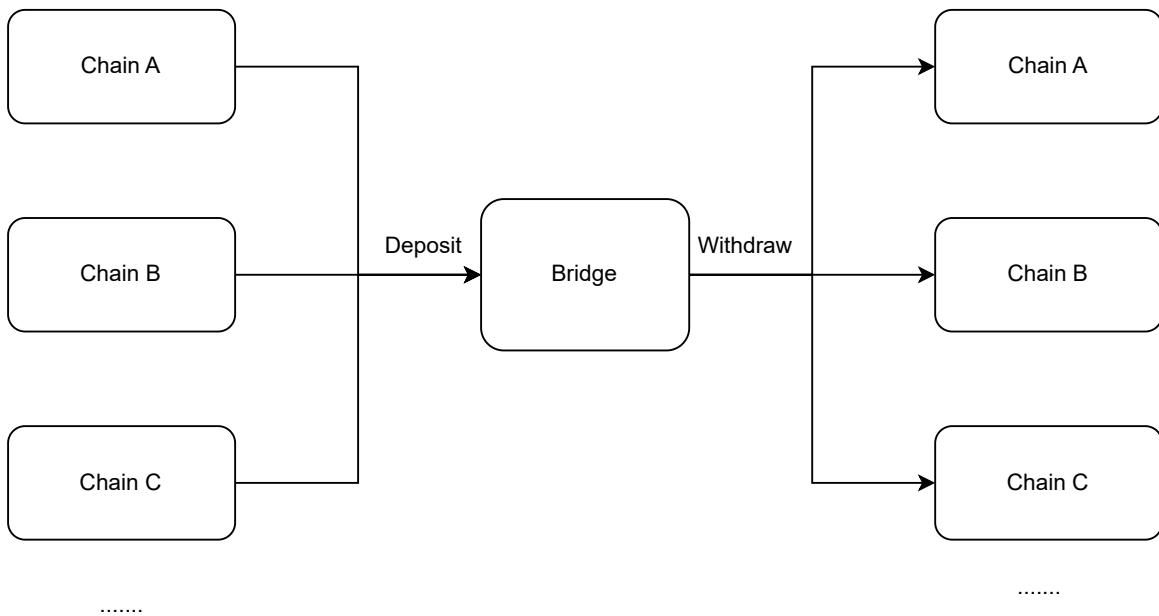 Chain A
Chain A
Deposit
Withdraw
Chain B
Bridge
Chain B
Chain C
Chain C
.......
.......